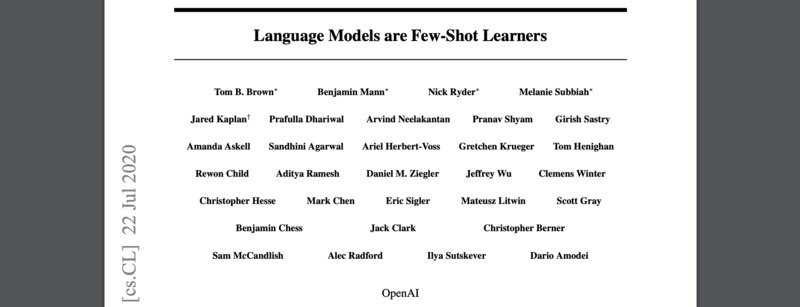 Language Models are Few-Shot Learners
Tom B. Brown* Benjamin Mann* Nick Ryder* Melanie Subbiah*
Jared Kaplan† Prafulla Dhariwal Arvind Neelakantan Pranav Shyam Girish Sastry
Amanda Askell Sandhini Agarwal Ariel Herbert-Voss Gretchen Krueger Tom Henighan
Rewon Child Aditya Ramesh Daniel M. Ziegler Jeffrey Wu Clemens Winter
Christopher Hesse Mark Chen Eric Sigler Mateusz Litwin Scott Gray
Benjamin Chess Jack Clark Christopher Berner
Sam McCandlish Alec Radford Ilya Sutskever Dario Amodei
OpenAI
[cs.CL] 22 Jul 2020